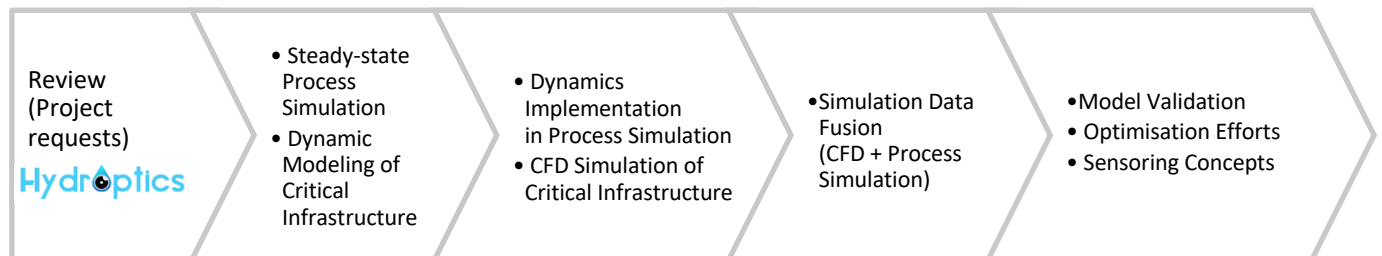 Review
(Project
requests)
Hydroptics
• Steady-state
Process
Simulation
• Dynamic
Modeling of
Critical
Infrastructure
• Dynamics
Implementation
in Process Simulation
• CFD Simulation of
Critical Infrastructure
•Simulation Data
Fusion
(CFD + Process
Simulation)
•Model Validation
• Optimisation Efforts
• Sensoring Concepts